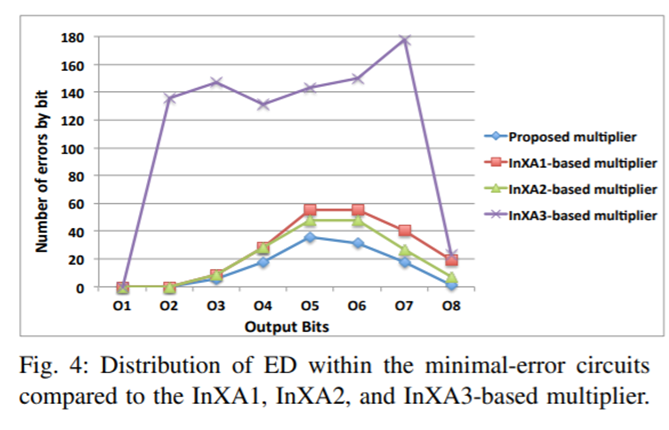 180
160
140
120
100
80
60
40
20
0
Number of errors by bit
O1 O2 O3 O4 O5 O6 O7 O8
Output Bits
Proposed multiplier
InXA1-based multiplier
InXA2-based multiplier
InXA3-based multiplier
Fig. 4: Distribution of ED within the minimal-error circuits
compared to the InXA1, InXA2, and InXA3-based multiplier.